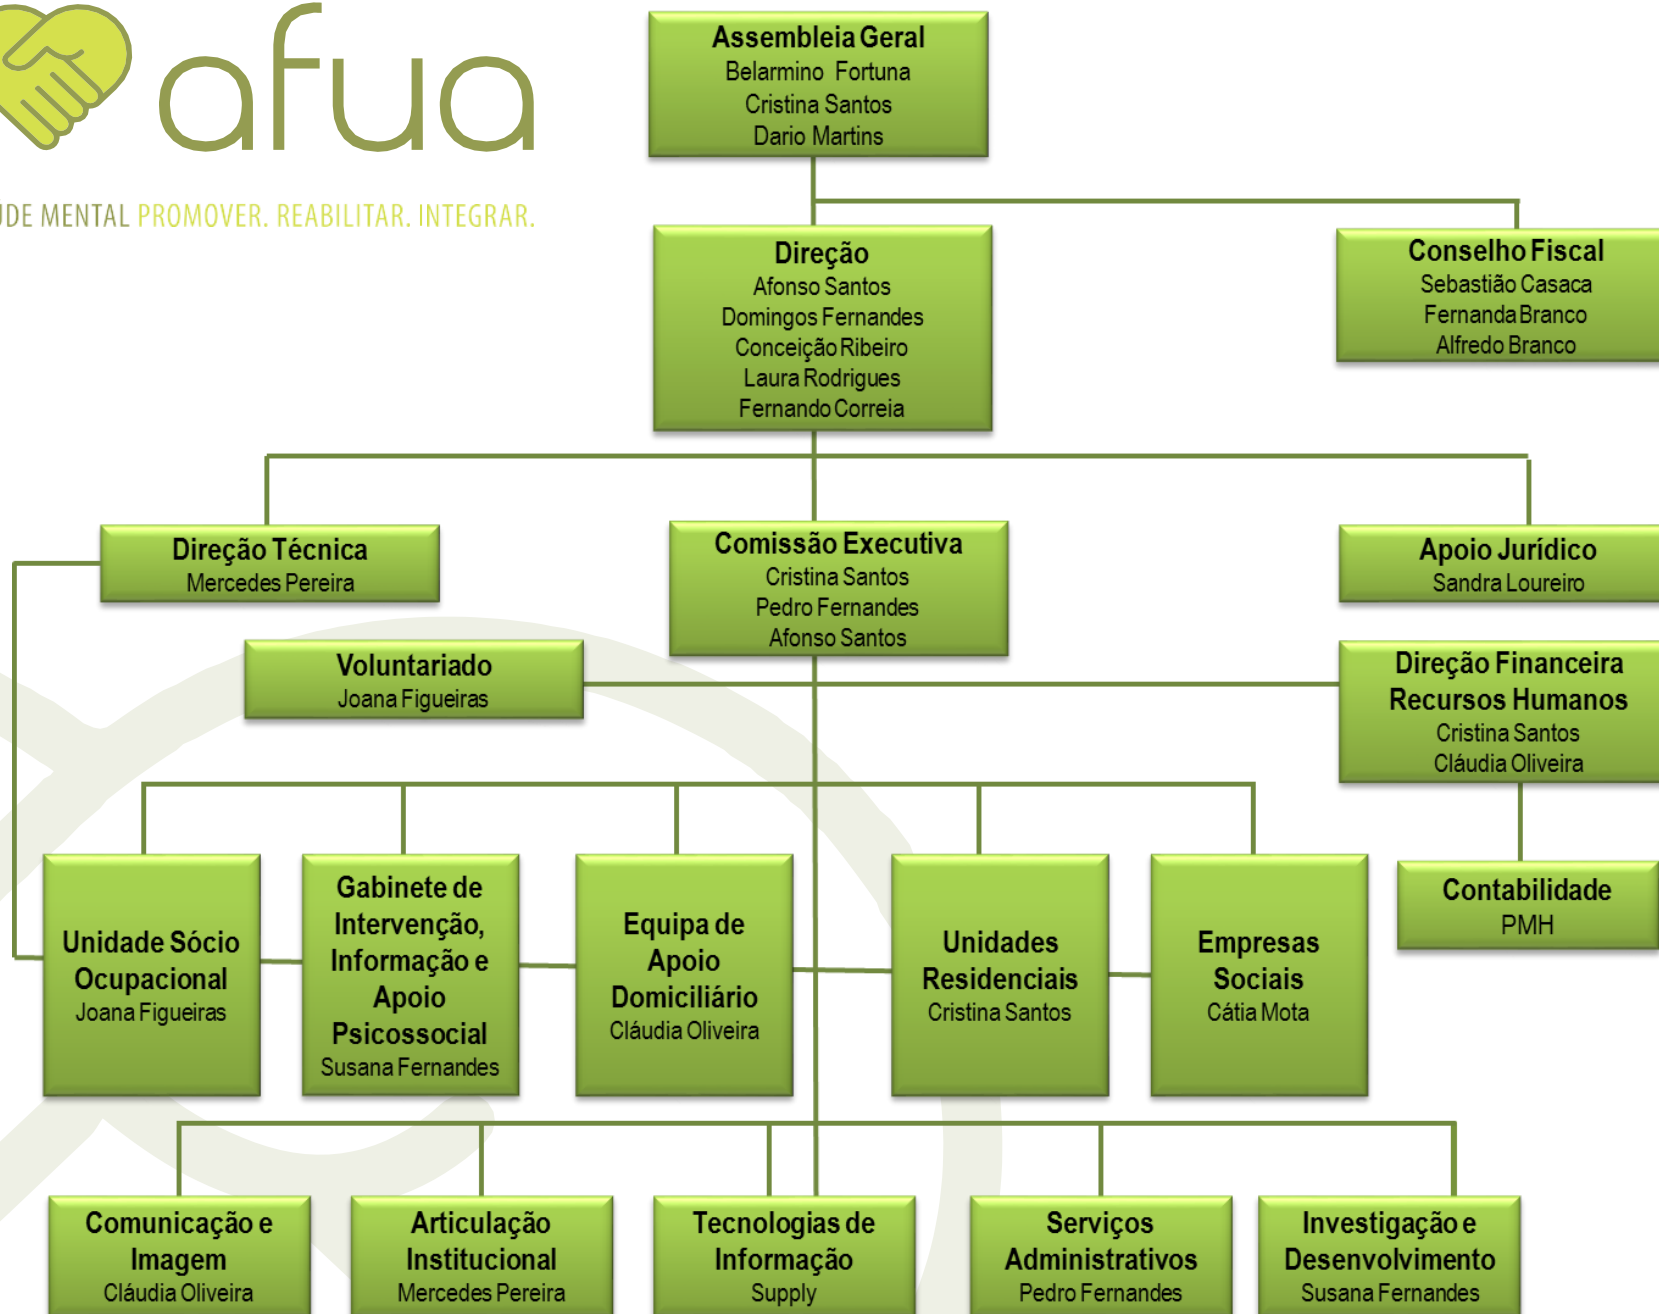 afua
UDE MENTAL PROMOVER. REABILITAR. INTEGRAR.
Assembleia Geral
Belarmino Fortuna
Cristina Santos
Dario Martins
Direção
Afonso Santos
Domingos Fernandes
Conceição Ribeiro
Laura Rodrigues
Fernando Correia
Conselho Fiscal
Sebastião Casaca
Fernanda Branco
Alfredo Branco
Direção Técnica
Mercedes Pereira
Comissão Executiva
Cristina Santos
Pedro Fernandes
Afonso Santos
Apoio Jurídico
Sandra Loureiro
Voluntariado
Joana Figueiras
Direção Financeira
Recursos Humanos
Cristina Santos
Cláudia Oliveira
Unidade Sócio
Ocupacional
Joana Figueiras
Gabinete de
Intervenção,
Informação e
Apoio
Psicossocial
Susana Fernandes
Equipa de
Apoio
Domiciliário
Cláudia Oliveira
Unidades
Residenciais
Cristina Santos
Empresas
Sociais
Cátia Mota
Contabilidade
PMH
Comunicação e
Imagem
Cláudia Oliveira
Articulação
Institucional
Mercedes Pereira
Tecnologias de
Informação
Supply
Serviços
Administrativos
Pedro Fernandes
Investigação e
Desenvolvimento
Susana Fernandes